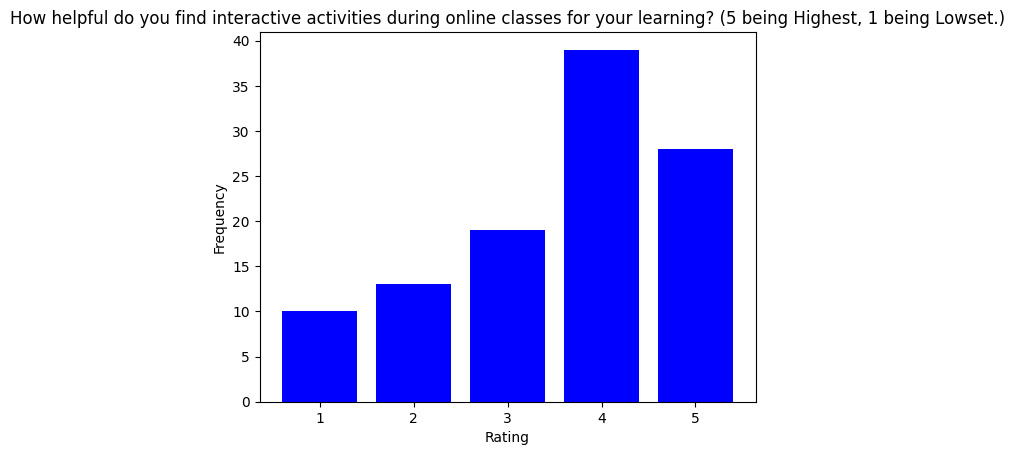 How helpful do you find interactive activities during online classes for your learning? (5 being Highest, 1 being Lowset.)
40
35
30
25
20
15
10
5
0
Frequency
1 2 3 4 5
Rating